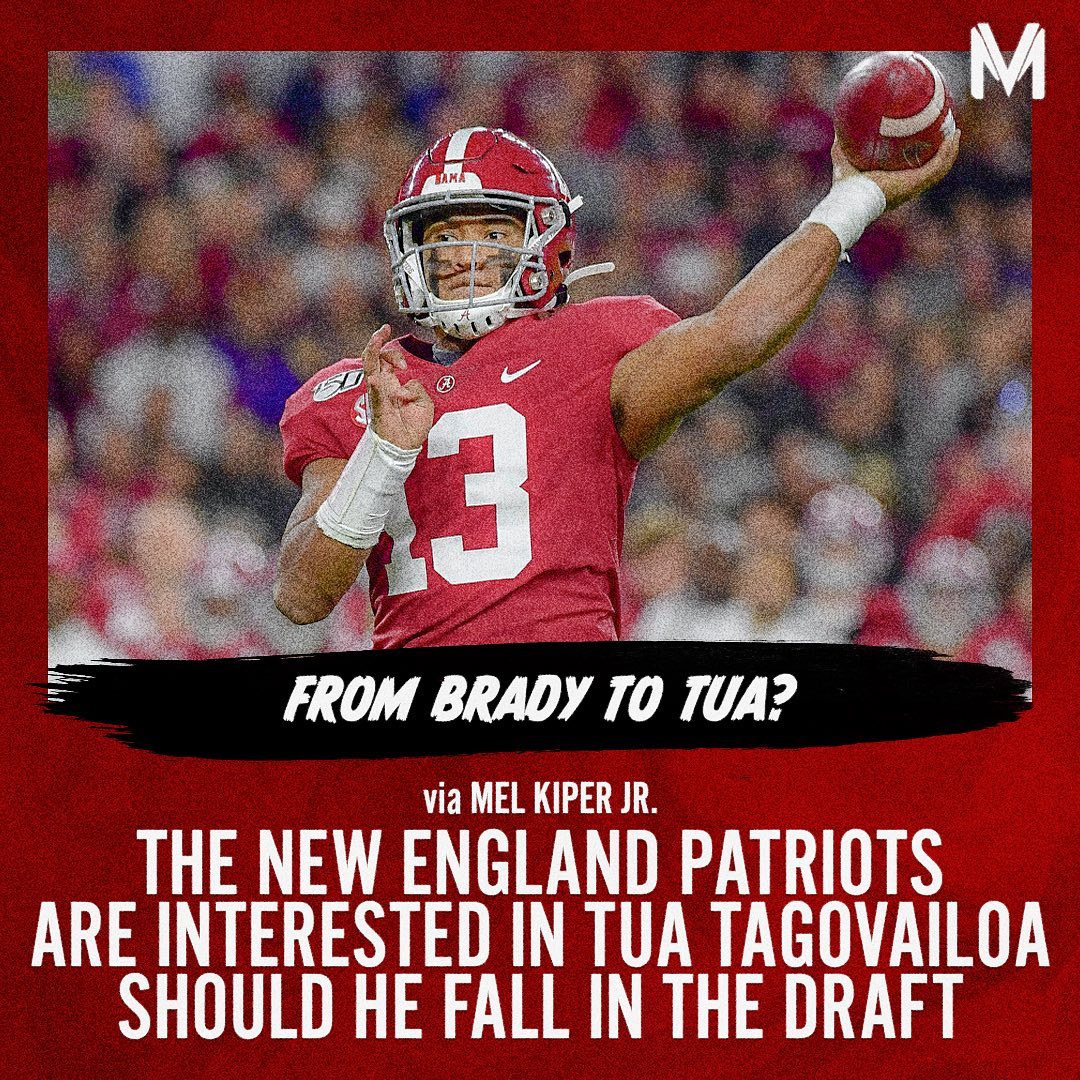 M
BAMA
150
A
13
FROM BRADY TO TUA?
via MEL KIPER JR.
THE NEW ENGLAND PATRIOTS
ARE INTERESTED IN TUA TAGOVAILOA
SHOULD HE FALL IN THE DRAFT